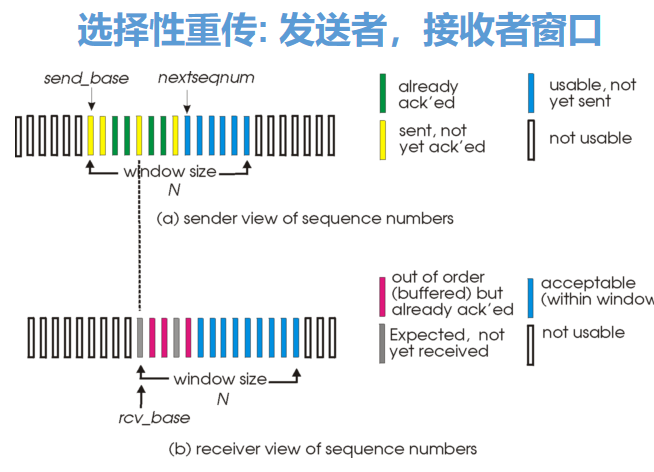 选择性重传: 发送者，接收者窗口
send_base
nextseqnum
already
ack'ed
usable, not
yet sent
sent, not
yet ack'ed
not usable
window size
N
(a) sender view of sequence numbers
out of order
(buffered) but
already ack'ed
acceptable
(within window
Expected, not
yet received
not usable
window size
N
rcv_base
(b) receiver view of sequence numbers